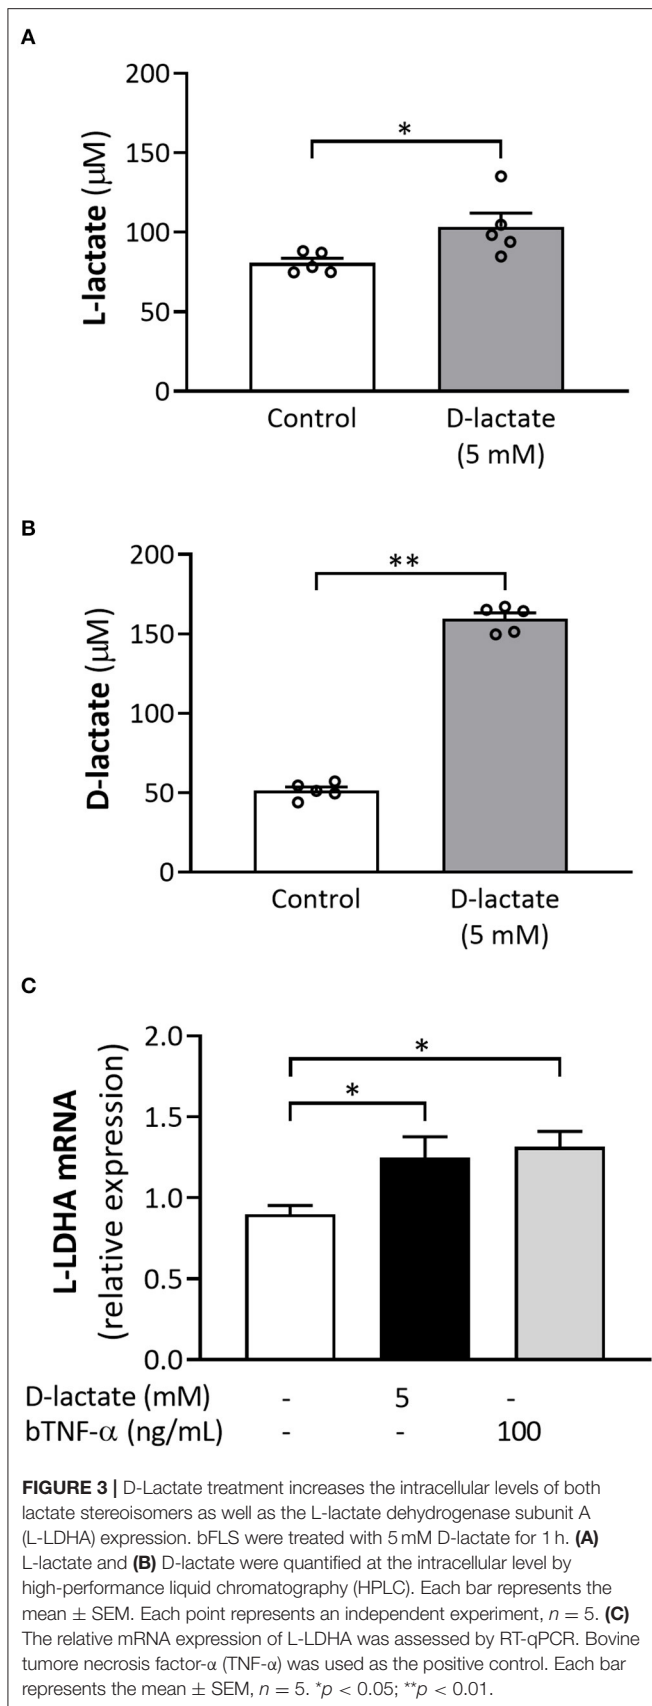 A
200
150
100
50
0
L-lactate (µM)
*
Control
D-lactate
(5 mM)
B
200
150
100
50
0
D-lactate (µM)
**
Control
D-lactate
(5 mM)
C
2.0
1.5
1.0
0.5
0.0
L-LDHA mRNA
(relative expression)
*
*
D-lactate (mM) - 5 -
bTNF-α (ng/mL) - - 100
FIGURE 3 | D-Lactate treatment increases the intracellular levels of both
lactate stereoisomers as well as the L-lactate dehydrogenase subunit A
(L-LDHA) expression. bFLS were treated with 5 mM D-lactate for 1 h. (A)
L-lactate and (B) D-lactate were quantified at the intracellular level by
high-performance liquid chromatography (HPLC). Each bar represents the
mean ± SEM. Each point represents an independent experiment, n = 5. (C)
The relative mRNA expression of L-LDHA was assessed by RT-qPCR. Bovine
tumore necrosis factor-α (TNF-α) was used as the positive control. Each bar
represents the mean ± SEM, n = 5. *p < 0.05; **p < 0.01.